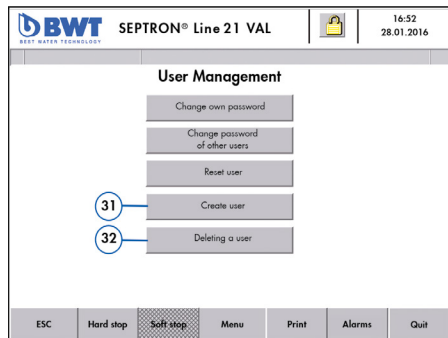 BWT
BEST WATER TECHNOLOGY
SEPTRON® Line 21 VAL
16:52
28.01.2016
User Management
Change own password
Change password
of other users
Reset user
31
Create user
32
Deleting a user
ESC Hard stop Soft stop Menu Print Alarms Quit